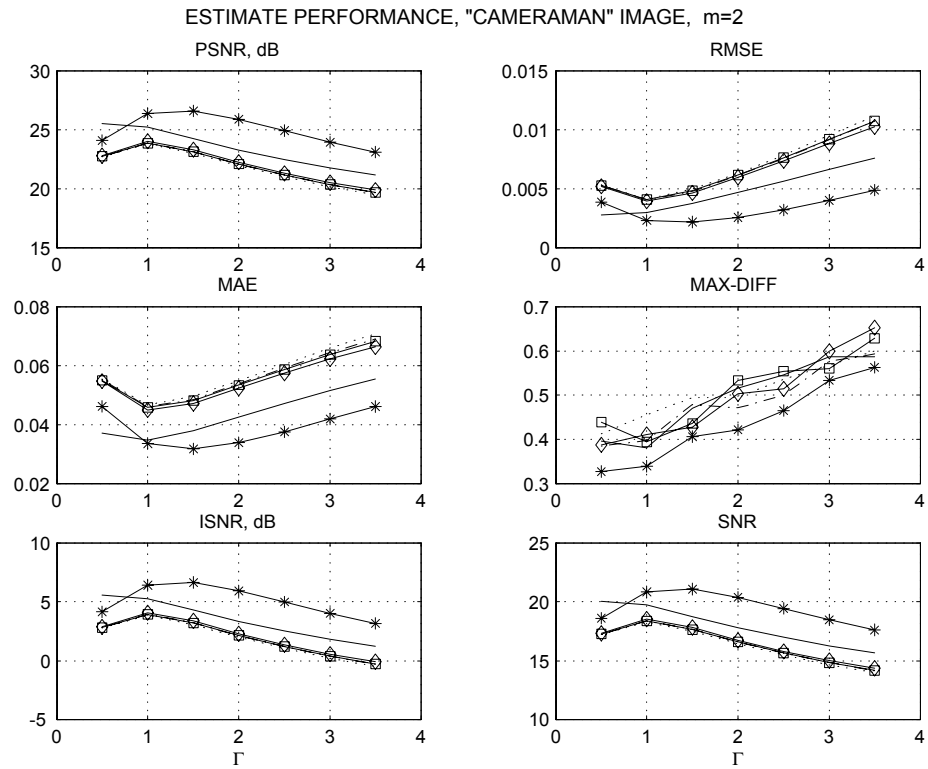 ESTIMATE PERFORMANCE, "CAMERAMAN" IMAGE, m=2
PSNR, dB
30
25
20
15
0 1 2 3 4
RMSE
0.015
0.01
0.005
0
0 1 2 3 4
MAE
0.08
0.06
0.04
0.02
0 1 2 3 4
MAX-DIFF
0.7
0.6
0.5
0.4
0.3
0 1 2 3 4
ISNR, dB
10
5
0
-5
0 1 2 3 4
Γ
SNR
25
20
15
10
0 1 2 3 4
Γ